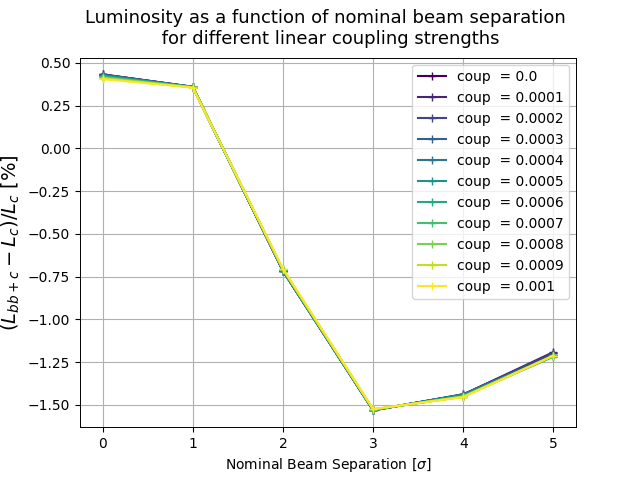 Luminosity as a function of nominal beam separation
for different linear coupling strengths
(L_{bb+c} − L_c)/L_c [%]
0.50
0.25
0.00
−0.25
−0.50
−0.75
−1.00
−1.25
−1.50
coup = 0.0
coup = 0.0001
coup = 0.0002
coup = 0.0003
coup = 0.0004
coup = 0.0005
coup = 0.0006
coup = 0.0007
coup = 0.0008
coup = 0.0009
coup = 0.001
0 1 2 3 4 5
Nominal Beam Separation [σ]